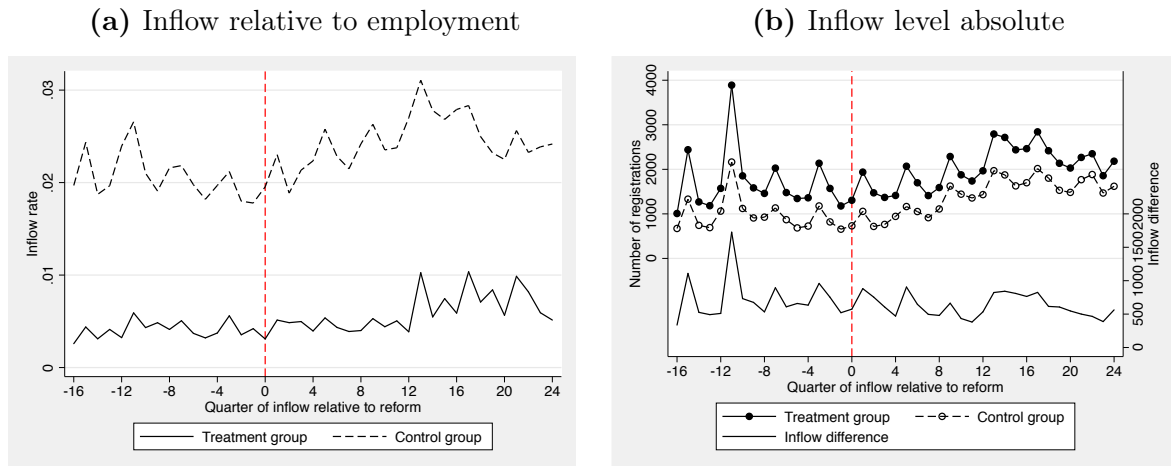 (a) Inflow relative to employment
.03
.02
.01
0
Inflow rate
-16 -12 -8 -4 0 4 8 12 16 20 24
Quarter of inflow relative to reform
Treatment group Control group
(b) Inflow level absolute
4000
3000
2000
1000
0
Number of registrations
2000
1500
1000
500
0
Inflow difference
-16 -12 -8 -4 0 4 8 12 16 20 24
Quarter of inflow relative to reform
Treatment group Control group
Inflow difference